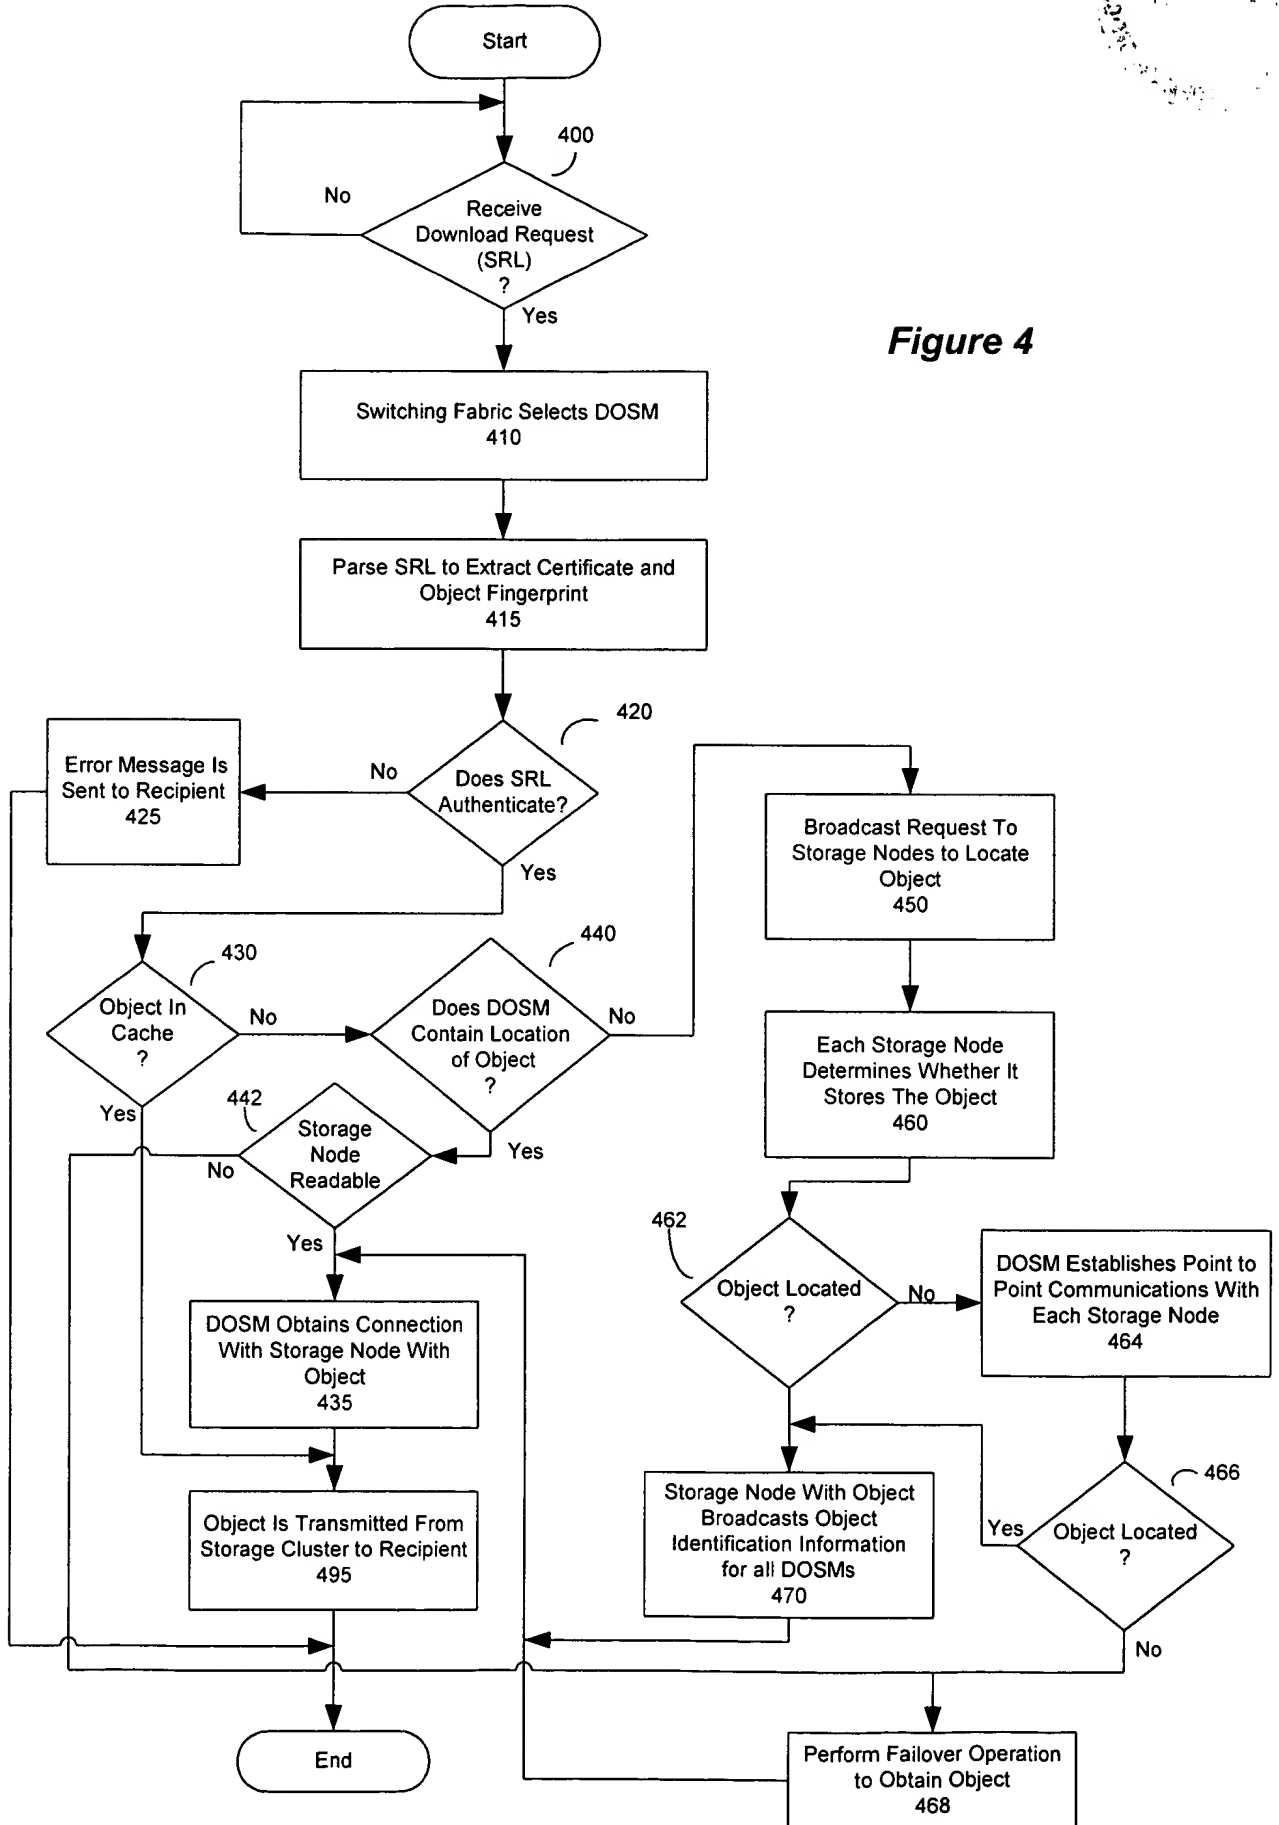 Start
400
No
Receive
Download Request
(SRL)
?
Yes
Figure 4
Switching Fabric Selects DOSM
410
Parse SRL to Extract Certificate and
Object Fingerprint
415
420
Error Message Is
Sent to Recipient
425
No
Does SRL
Authenticate?
Yes
Broadcast Request To
Storage Nodes to Locate
Object
450
430
Object In
Cache
?
No
Yes
440
Does DOSM
Contain Location
of Object
?
No
Yes
Each Storage Node
Determines Whether It
Stores The Object
460
442
Storage
Node
Readable
No
Yes
462
Object Located
?
No
DOSM Establishes Point to
Point Communications With
Each Storage Node
464
DOSM Obtains Connection
With Storage Node With
Object
435
466
Object Located
?
Yes
No
Storage Node With Object
Broadcasts Object
Identification Information
for all DOSMs
470
Object Is Transmitted From
Storage Cluster to Recipient
495
End
Perform Failover Operation
to Obtain Object
468